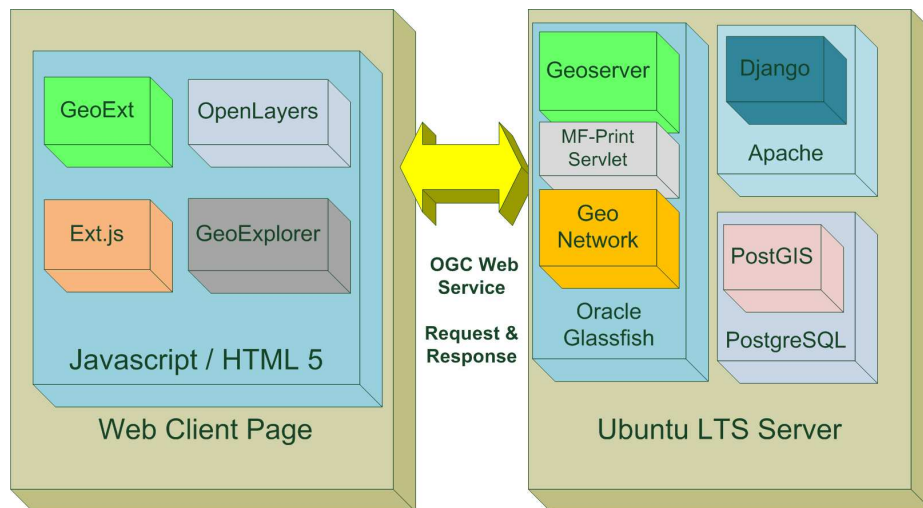 GeoExt
OpenLayers
Ext.js
GeoExplorer
Javascript / HTML 5
Web Client Page
OGC Web
Service
Request &
Response
Geoserver
MF-Print
Servlet
Geo
Network
Oracle
Glassfish
Django
Apache
PostGIS
PostgreSQL
Ubuntu LTS Server